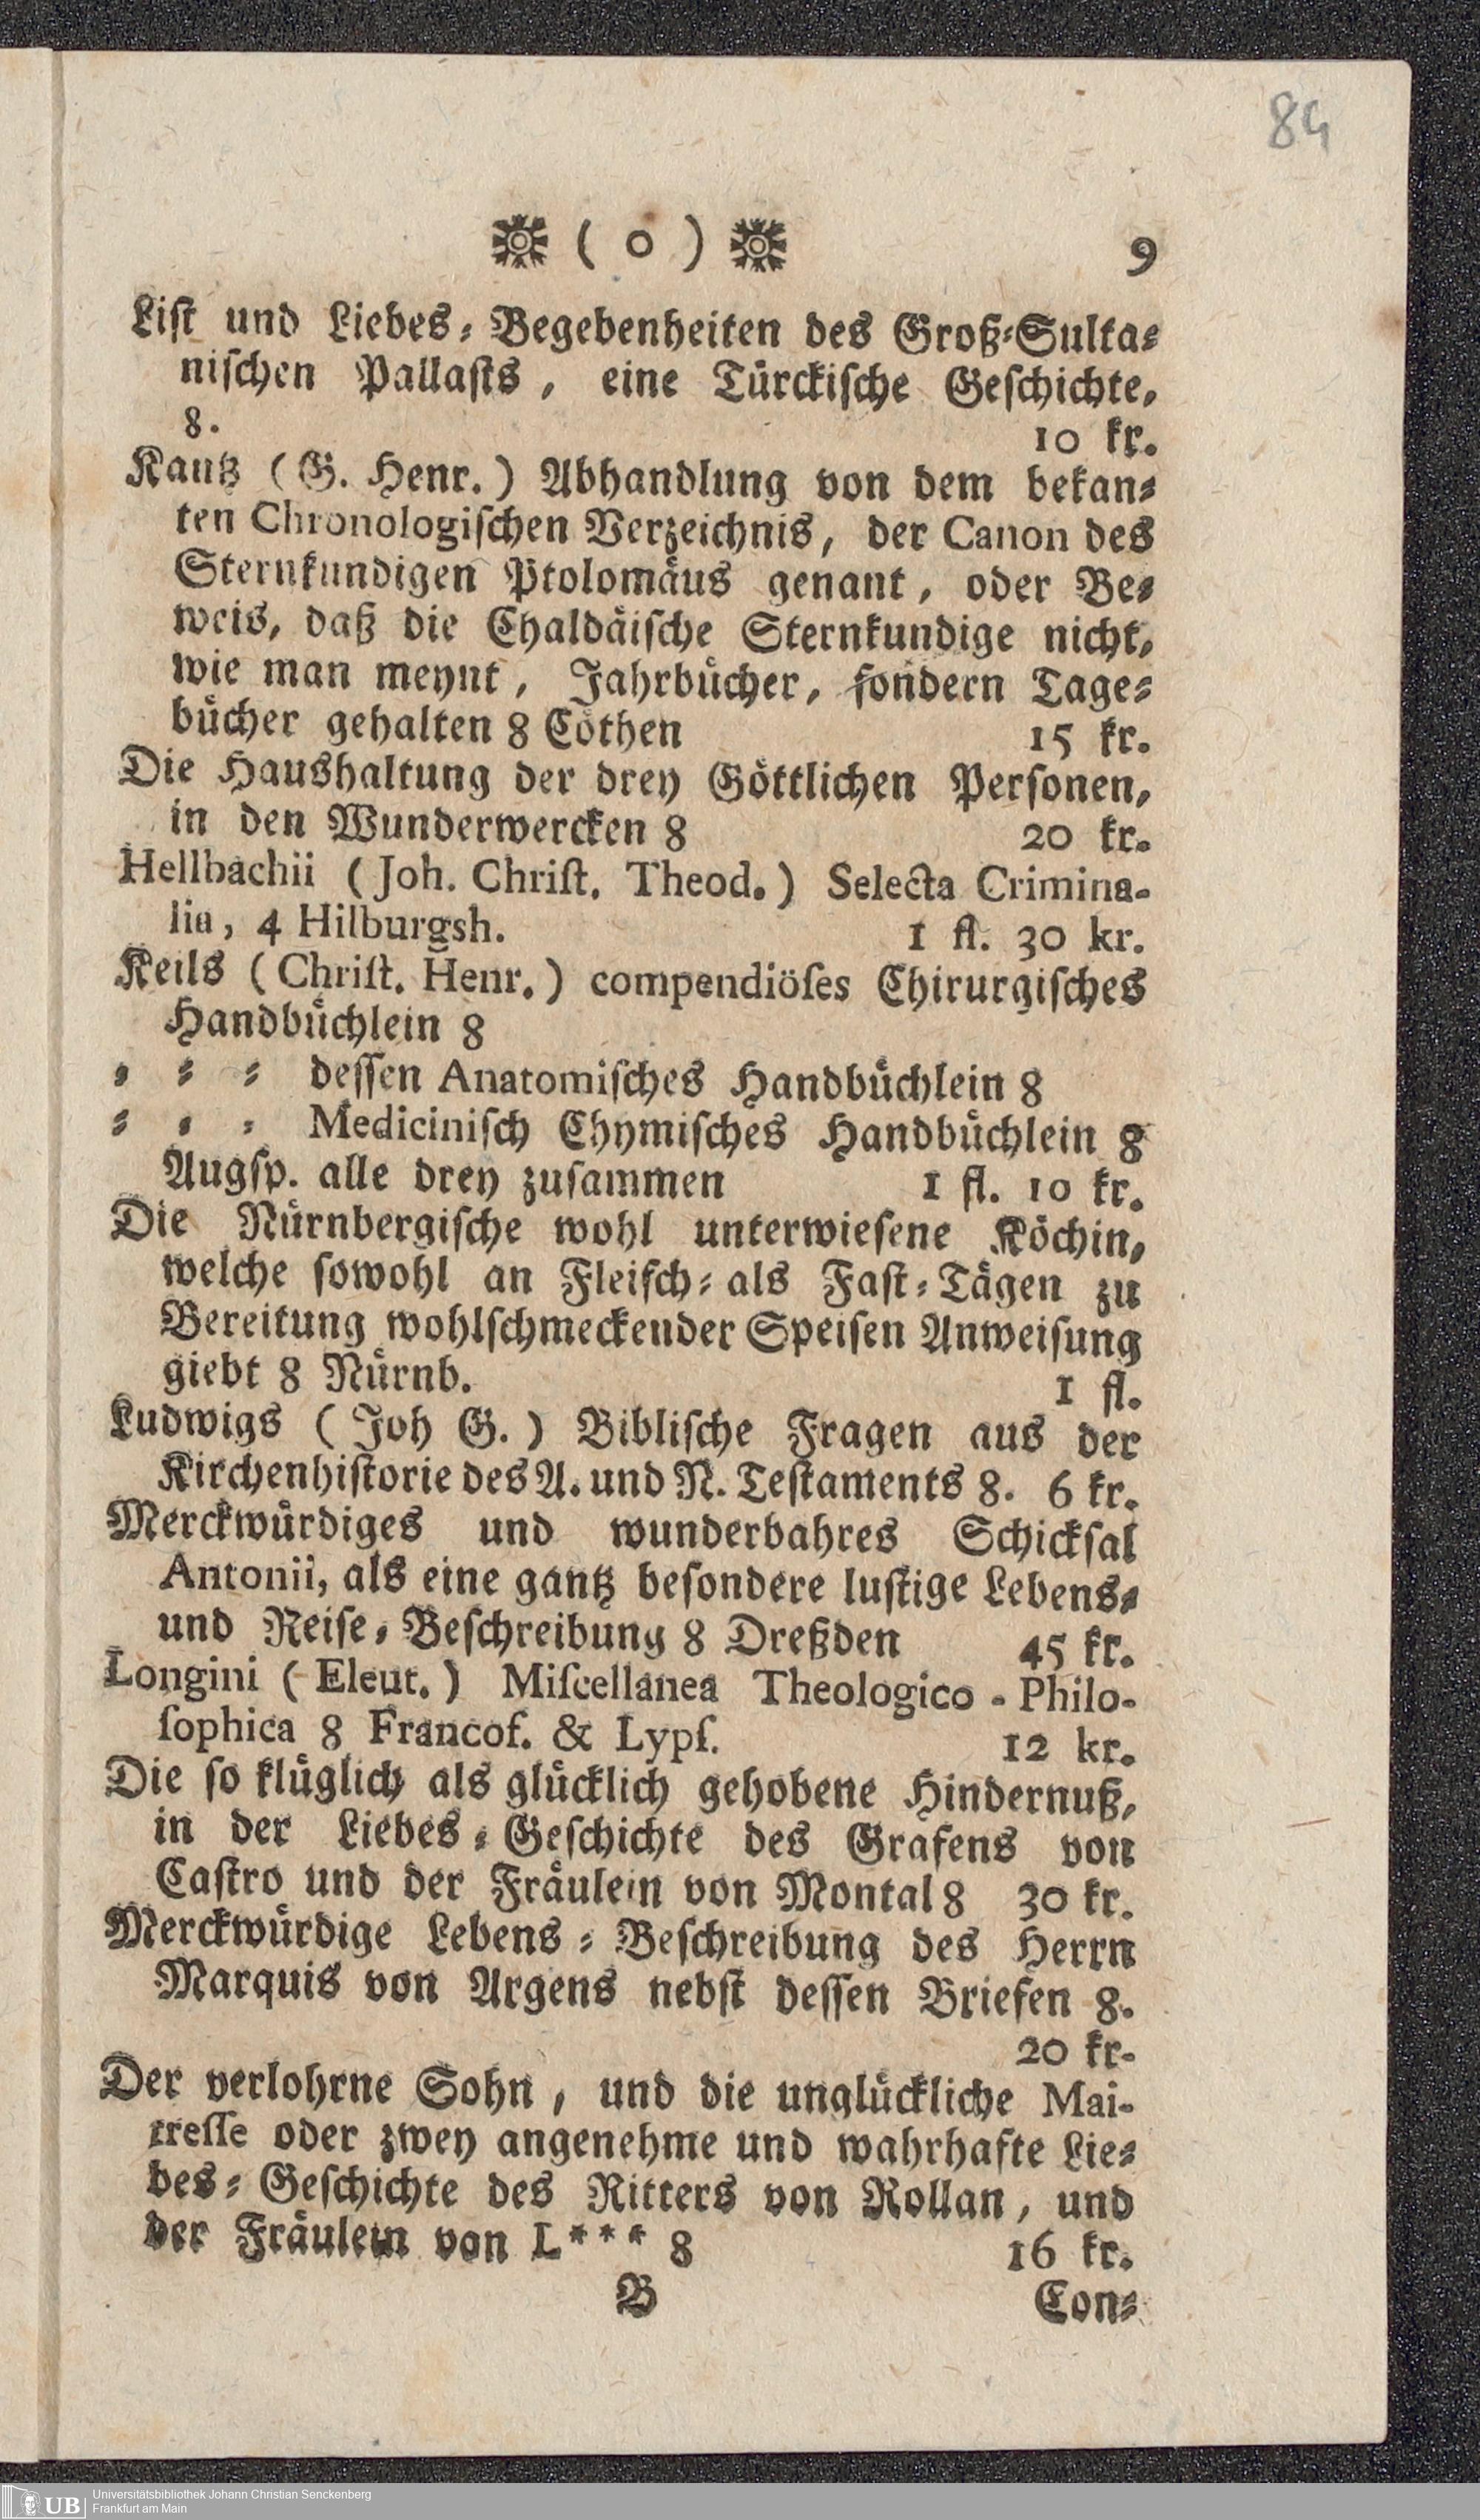 84
( o ) 9
Liſt und Liebes-Begebenheiten des Groß-Sulta-
niſchen Pallaſts, eine Türckiſche Geſchichte,
8. 10 kr.
Kautz (G. Henr.) Abhandlung von dem bekan-
ten Chronologiſchen Verzeichnis, der Canon des
Sternkundigen Ptolomäus genant, oder Be-
weis, daß die Chaldäiſche Sternkundige nicht,
wie man meynt, Jahrbücher, ſondern Tage-
bücher gehalten 8 Cöthen 15 kr.
Die Haushaltung der drey Göttlichen Perſonen,
in den Wunderwercken 8 20 kr.
Hellbachii (Joh. Chriſt. Theod.) Selecta Crimina-
lia, 4 Hilburgsh. 1 fl. 30 kr.
Keils (Chriſt. Henr.) compendiöſes Chirurgiſches
Handbüchlein 8
- - - deſſen Anatomiſches Handbüchlein 8
- - - Mediciniſch Chymiſches Handbüchlein 8
Augſp. alle drey zuſammen 1 fl. 10 kr.
Die Nürnbergiſche wohl unterwieſene Köchin,
welche ſowohl an Fleiſch- als Faſt-Tägen zu
Bereitung wohlſchmeckender Speiſen Anweiſung
giebt 8 Nürnb. 1 fl.
Ludwigs (Joh G.) Bibliſche Fragen aus der
Kirchenhiſtorie des A. und N. Teſtaments 8. 6 kr.
Merckwürdiges und wunderbahres Schickſal
Antonii, als eine gantz beſondere luſtige Lebens-
und Reiſe-Beſchreibung 8 Dreßden 45 kr.
Longini (Eleut.) Miſcellanea Theologico-Philo-
ſophica 8 Francof. & Lypſ. 12 kr.
Die ſo klüglich als glücklich gehobene Hindernuß,
in der Liebes-Geſchichte des Grafens von
Caſtro und der Fräulein von Montal 8 30 kr.
Merckwürdige Lebens-Beſchreibung des Herrn
Marquis von Argens nebſt deſſen Briefen 8.
20 kr.
Der verlohrne Sohn, und die unglückliche Mai-
treſſe oder zwey angenehme und wahrhafte Lie-
bes-Geſchichte des Ritters von Rollan, und
der Fräulein von L*** 8 16 kr.
B Con-
UB Universitätsbibliothek Johann Christian Senckenberg
Frankfurt am Main